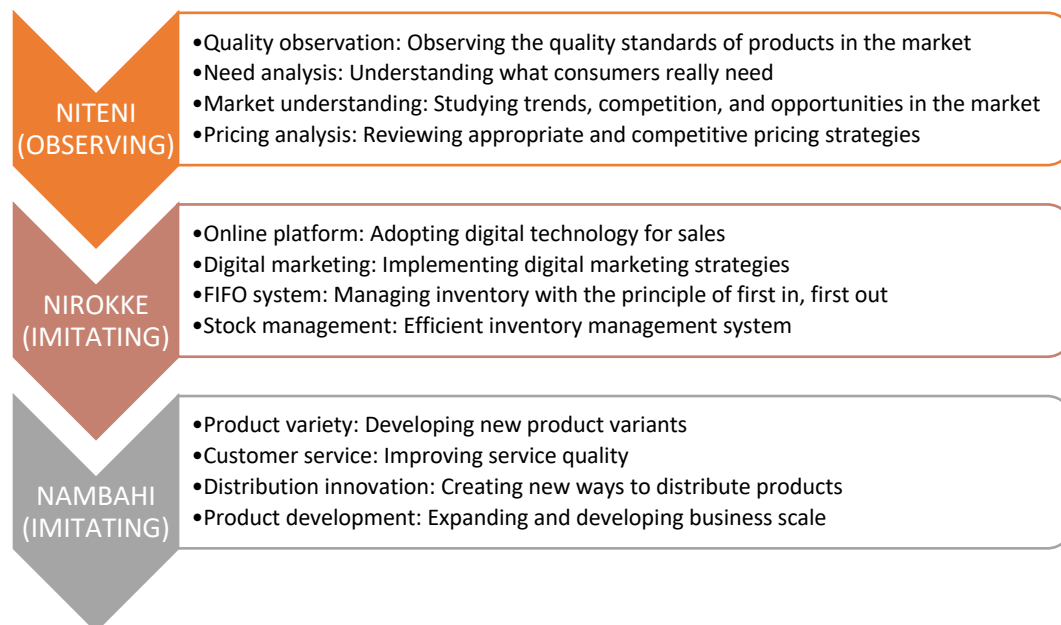 NITENI
(OBSERVING)
•Quality observation: Observing the quality standards of products in the market
•Need analysis: Understanding what consumers really need
•Market understanding: Studying trends, competition, and opportunities in the market
•Pricing analysis: Reviewing appropriate and competitive pricing strategies
NIROKKE
(IMITATING)
•Online platform: Adopting digital technology for sales
•Digital marketing: Implementing digital marketing strategies
•FIFO system: Managing inventory with the principle of first in, first out
•Stock management: Efficient inventory management system
NAMBAHI
(IMITATING)
•Product variety: Developing new product variants
•Customer service: Improving service quality
•Distribution innovation: Creating new ways to distribute products
•Product development: Expanding and developing business scale